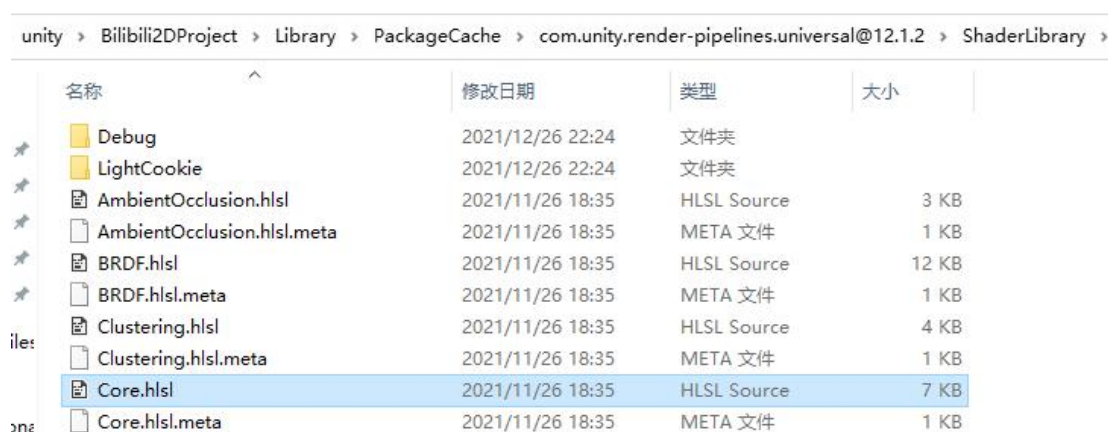 unity > Bilibili2DProject > Library > PackageCache > com.unity.render-pipelines.universal@12.1.2 > ShaderLibrary >
名称 修改日期 类型 大小
Debug 2021/12/26 22:24 文件夹
LightCookie 2021/12/26 22:24 文件夹
AmbientOcclusion.hlsl 2021/11/26 18:35 HLSL Source 3 KB
AmbientOcclusion.hlsl.meta 2021/11/26 18:35 META 文件 1 KB
BRDF.hlsl 2021/11/26 18:35 HLSL Source 12 KB
BRDF.hlsl.meta 2021/11/26 18:35 META 文件 1 KB
Clustering.hlsl 2021/11/26 18:35 HLSL Source 4 KB
Clustering.hlsl.meta 2021/11/26 18:35 META 文件 1 KB
Core.hlsl 2021/11/26 18:35 HLSL Source 7 KB
Core.hlsl.meta 2021/11/26 18:35 META 文件 1 KB